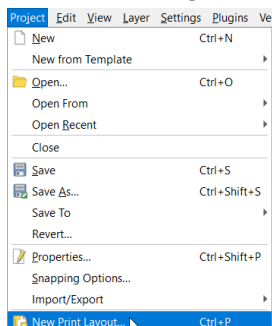 Project Edit View Layer Settings Plugins Ve
New Ctrl+N
New from Template
Open... Ctrl+O
Open From
Open Recent
Close
Save Ctrl+S
Save As... Ctrl+Shift+S
Save To
Revert...
Properties... Ctrl+Shift+P
Snapping Options...
Import/Export
New Print Layout... Ctrl+P